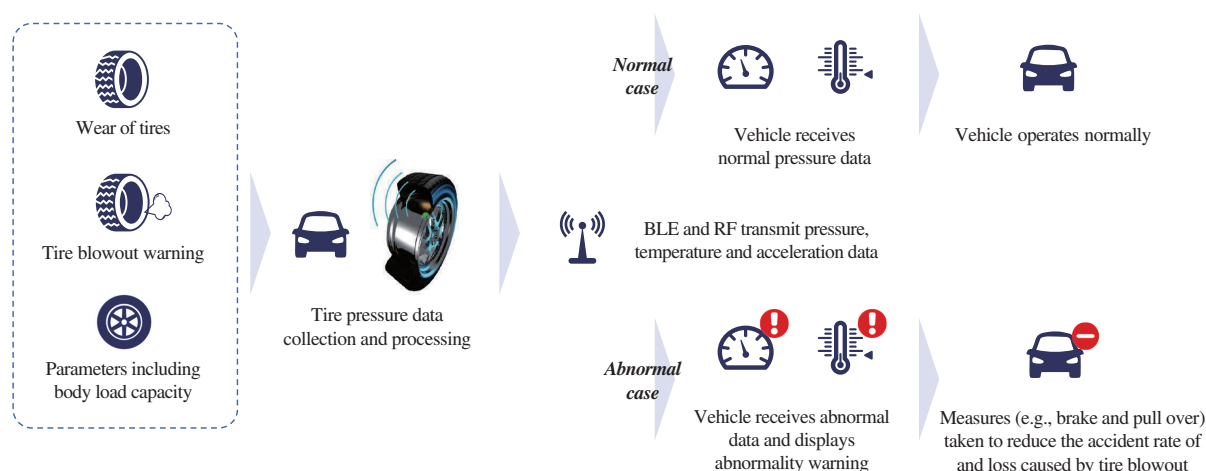 Wear of tires
Tire blowout warning
Parameters including
body load capacity
Tire pressure data
collection and processing
BLE and RF transmit pressure,
temperature and acceleration data
Normal
case
Vehicle receives
normal pressure data
Vehicle operates normally
Abnormal
case
Vehicle receives abnormal
data and displays
abnormality warning
Measures (e.g., brake and pull over)
taken to reduce the accident rate of
and loss caused by tire blowout